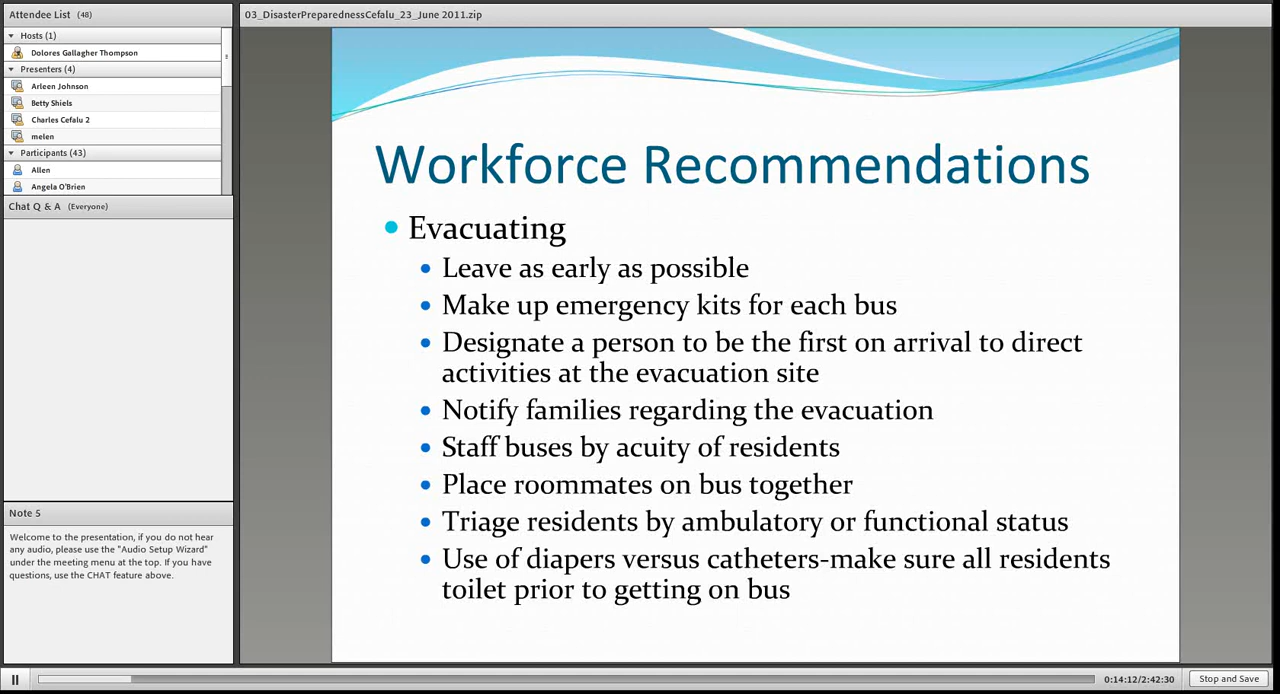 Attendee List (48)
Hosts (1)
Dolores Gallagher Thompson
Presenters (4)
Arleen Johnson
Betty Shiels
Charles Cefalu 2
melen
Participants (43)
Allen
Angela O'Brien
Chat Q & A (Everyone)
Note 5
Welcome to the presentation, if you do not hear
any audio, please use the "Audio Setup Wizard"
under the meeting menu at the top. If you have
questions, use the CHAT feature above.
03_DisasterPreparednessCefalu_23_June 2011.zip
Workforce Recommendations
Evacuating
Leave as early as possible
Make up emergency kits for each bus
Designate a person to be the first on arrival to direct
activities at the evacuation site
Notify families regarding the evacuation
Staff buses by acuity of residents
Place roommates on bus together
Triage residents by ambulatory or functional status
Use of diapers versus catheters-make sure all residents
toilet prior to getting on bus
0:14:12/2:42:30
Stop and Save